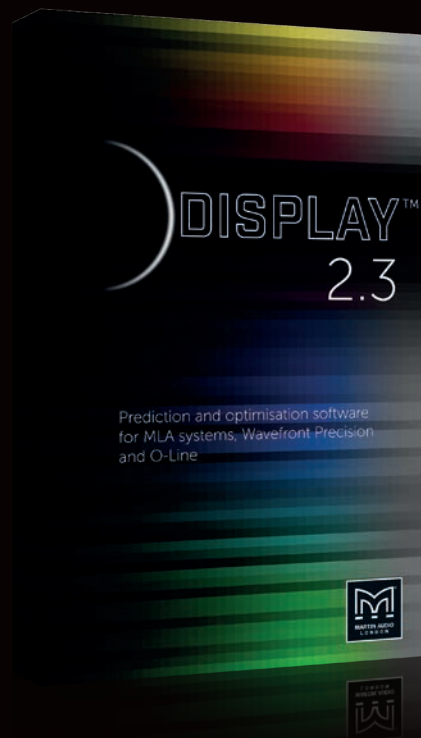 DISPLAY™
2.3
Prediction and optimisation software
for MLA systems, Wavefront Precision
and O-Line
MARTIN AUDIO
LONDON